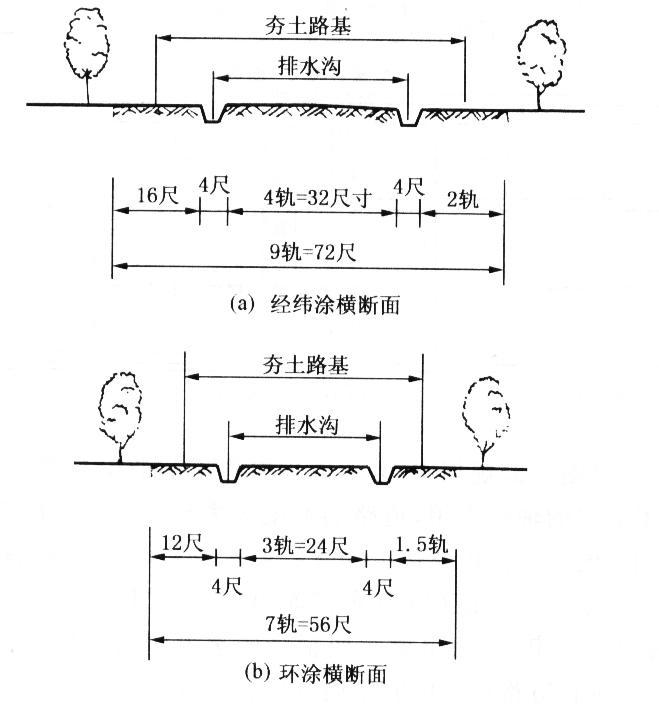 夯土路基
排水沟
16尺 4尺 4轨=32尺寸 4尺 2轨
9轨=72尺
(a) 经纬涂横断面
夯土路基
排水沟
12尺 3轨=24尺 1.5轨
4尺 4尺
7轨=56尺
(b) 环涂横断面